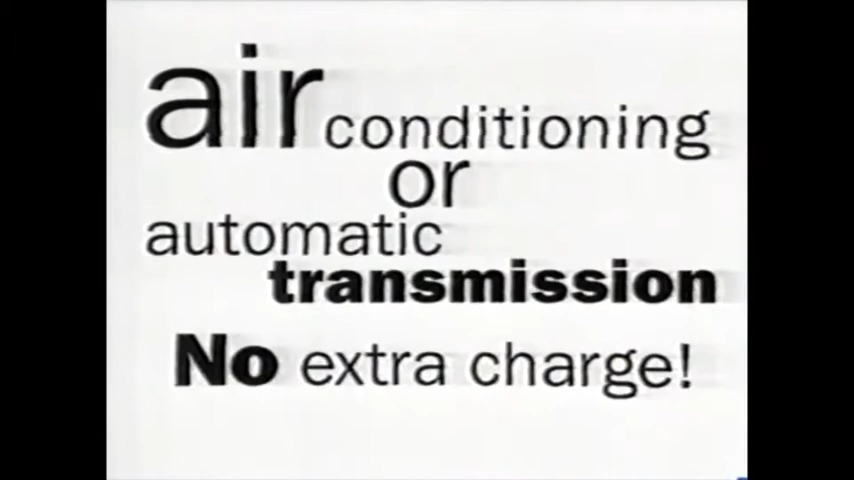 air conditioning
or
automatic
transmission
No extra charge!